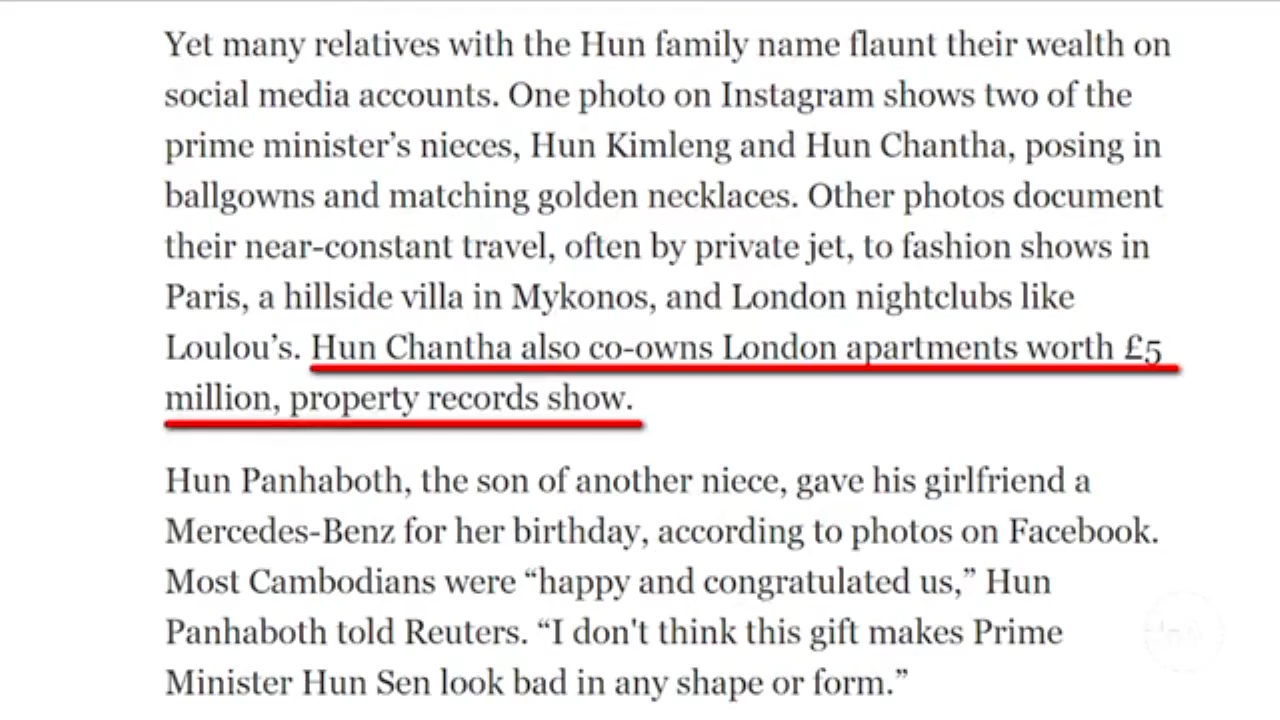 Yet many relatives with the Hun family name flaunt their wealth on
social media accounts. One photo on Instagram shows two of the
prime minister’s nieces, Hun Kimleng and Hun Chantha, posing in
ballgowns and matching golden necklaces. Other photos document
their near-constant travel, often by private jet, to fashion shows in
Paris, a hillside villa in Mykonos, and London nightclubs like
Loulou’s. Hun Chantha also co-owns London apartments worth £5
million, property records show.
Hun Panhaboth, the son of another niece, gave his girlfriend a
Mercedes-Benz for her birthday, according to photos on Facebook.
Most Cambodians were “happy and congratulated us,” Hun
Panhaboth told Reuters. “I don't think this gift makes Prime
Minister Hun Sen look bad in any shape or form.”